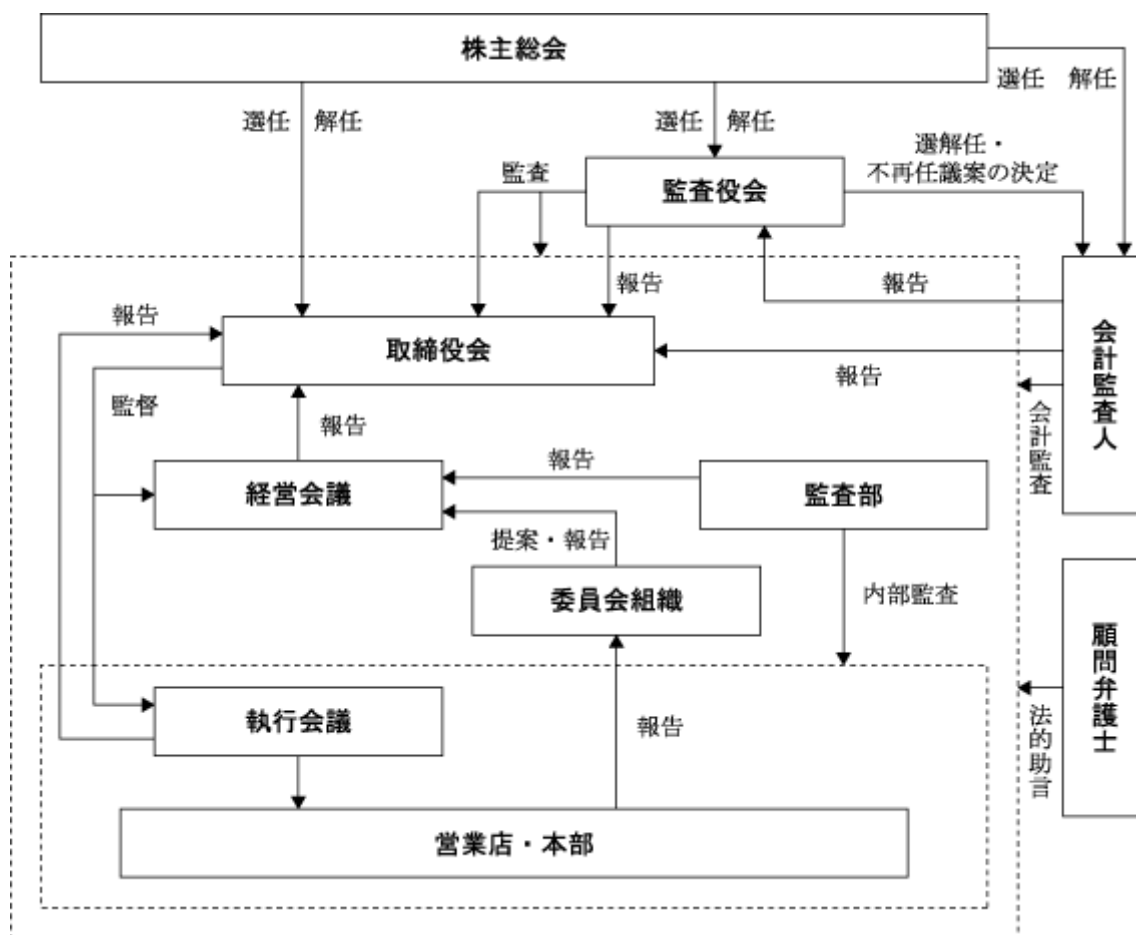 株主総会
選任 解任
選任 解任
選任 解任
選解任・
不再任議案の決定
監査
監査役会
報告
報告
報告
取締役会
報告
会計監査人
監督
報告
会計監査
経営会議
報告
監査部
提案・報告
委員会組織
内部監査
顧問弁護士
執行会議
報告
法的助言
営業店・本部